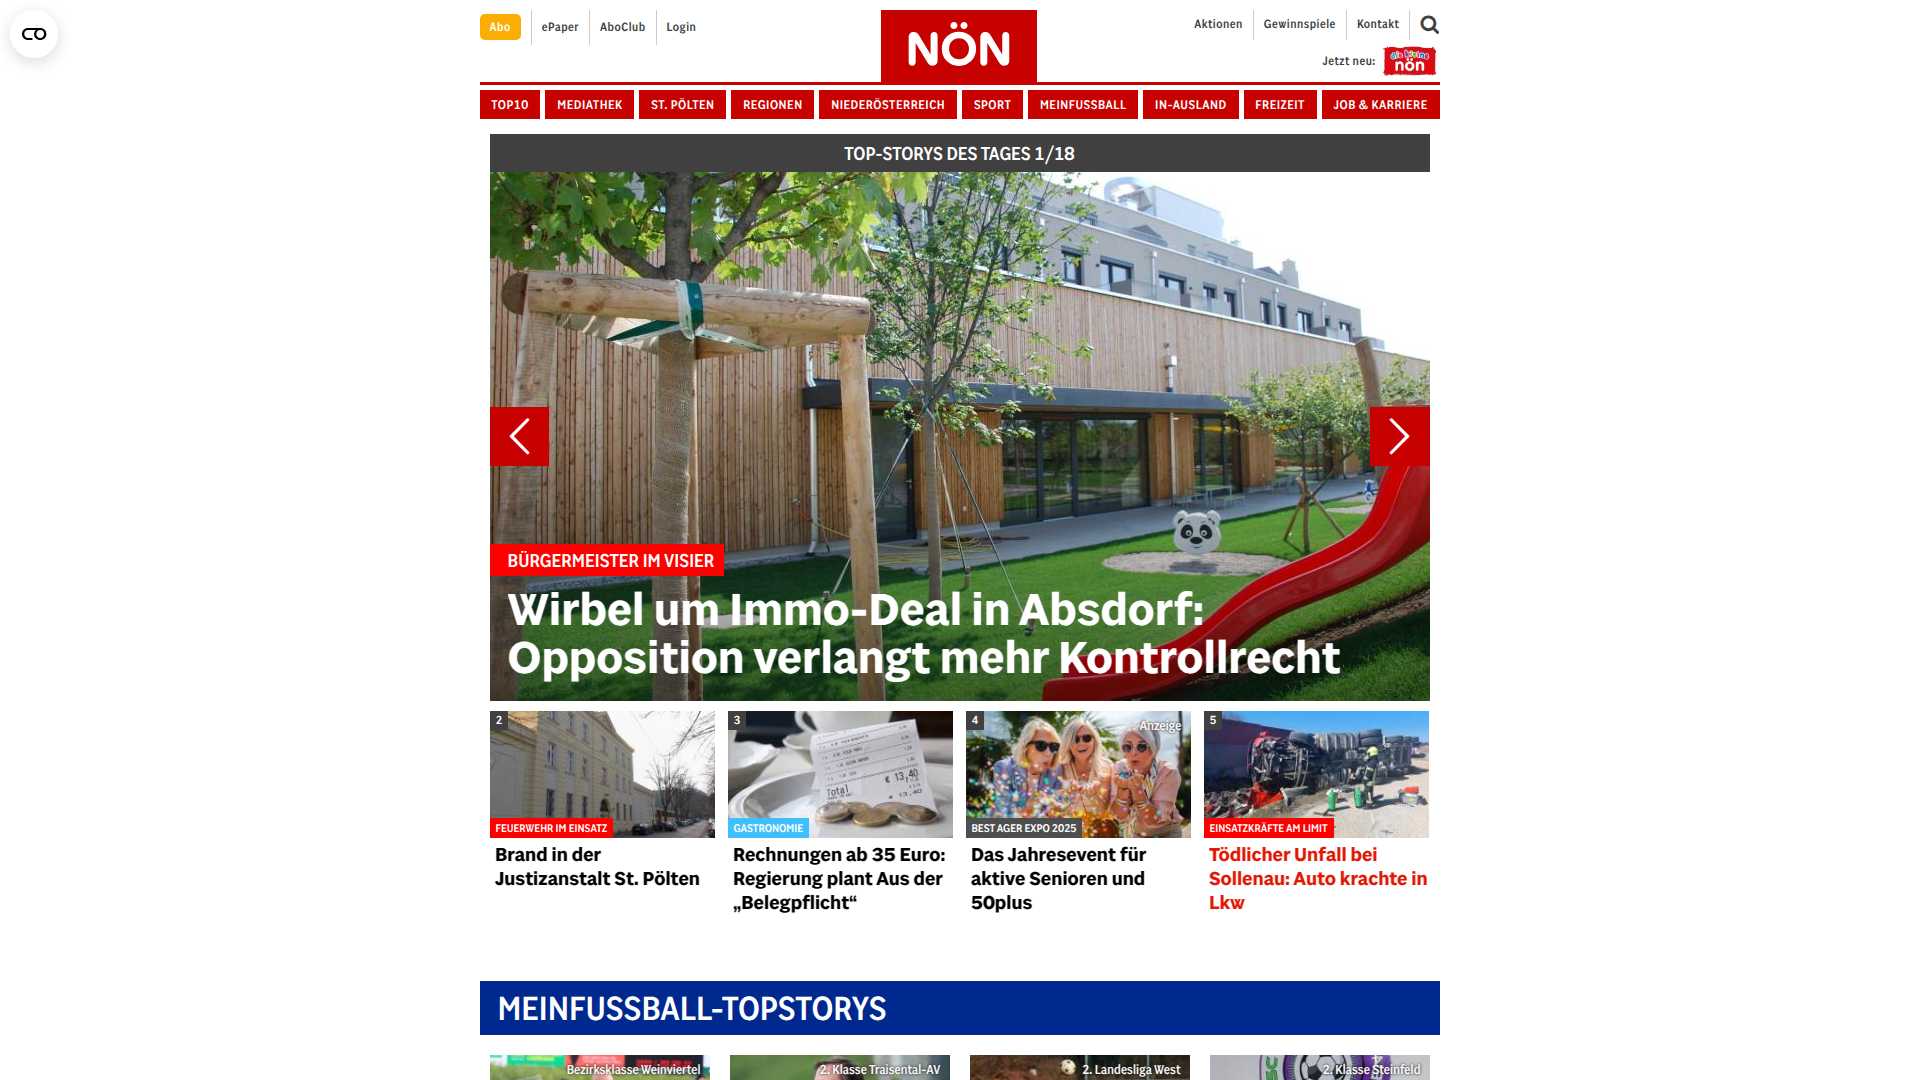 Abo
ePaper
AboClub
Login
NÖN
Aktionen
Gewinnspiele
Kontakt
Jetzt neu:
die kleine
nön
TOP10
MEDIATHEK
ST. PÖLTEN
REGIONEN
NIEDERÖSTERREICH
SPORT
MEINFUSSBALL
IN-AUSLAND
FREIZEIT
JOB & KARRIERE
TOP-STORYS DES TAGES 1/18
BÜRGERMEISTER IM VISIER
Wirbel um Immo-Deal in Absdorf:
Opposition verlangt mehr Kontrollrecht
2
FEUERWEHR IM EINSATZ
Brand in der
Justizanstalt St. Pölten
3
€ 13,40
Total
13,40
GASTRONOMIE
Rechnungen ab 35 Euro:
Regierung plant Aus der
„Belegpflicht“
4
Anzeige
BEST AGER EXPO 2025
Das Jahresevent für
aktive Senioren und
50plus
5
EINSATZKRÄFTE AM LIMIT
Tödlicher Unfall bei
Sollenau: Auto krachte in
Lkw
MEINFUSSBALL-TOPSTORYS
Bezirksklasse Weinviertel
2. Klasse Traisental-AV
2. Landesliga West
2. Klasse Steinfeld